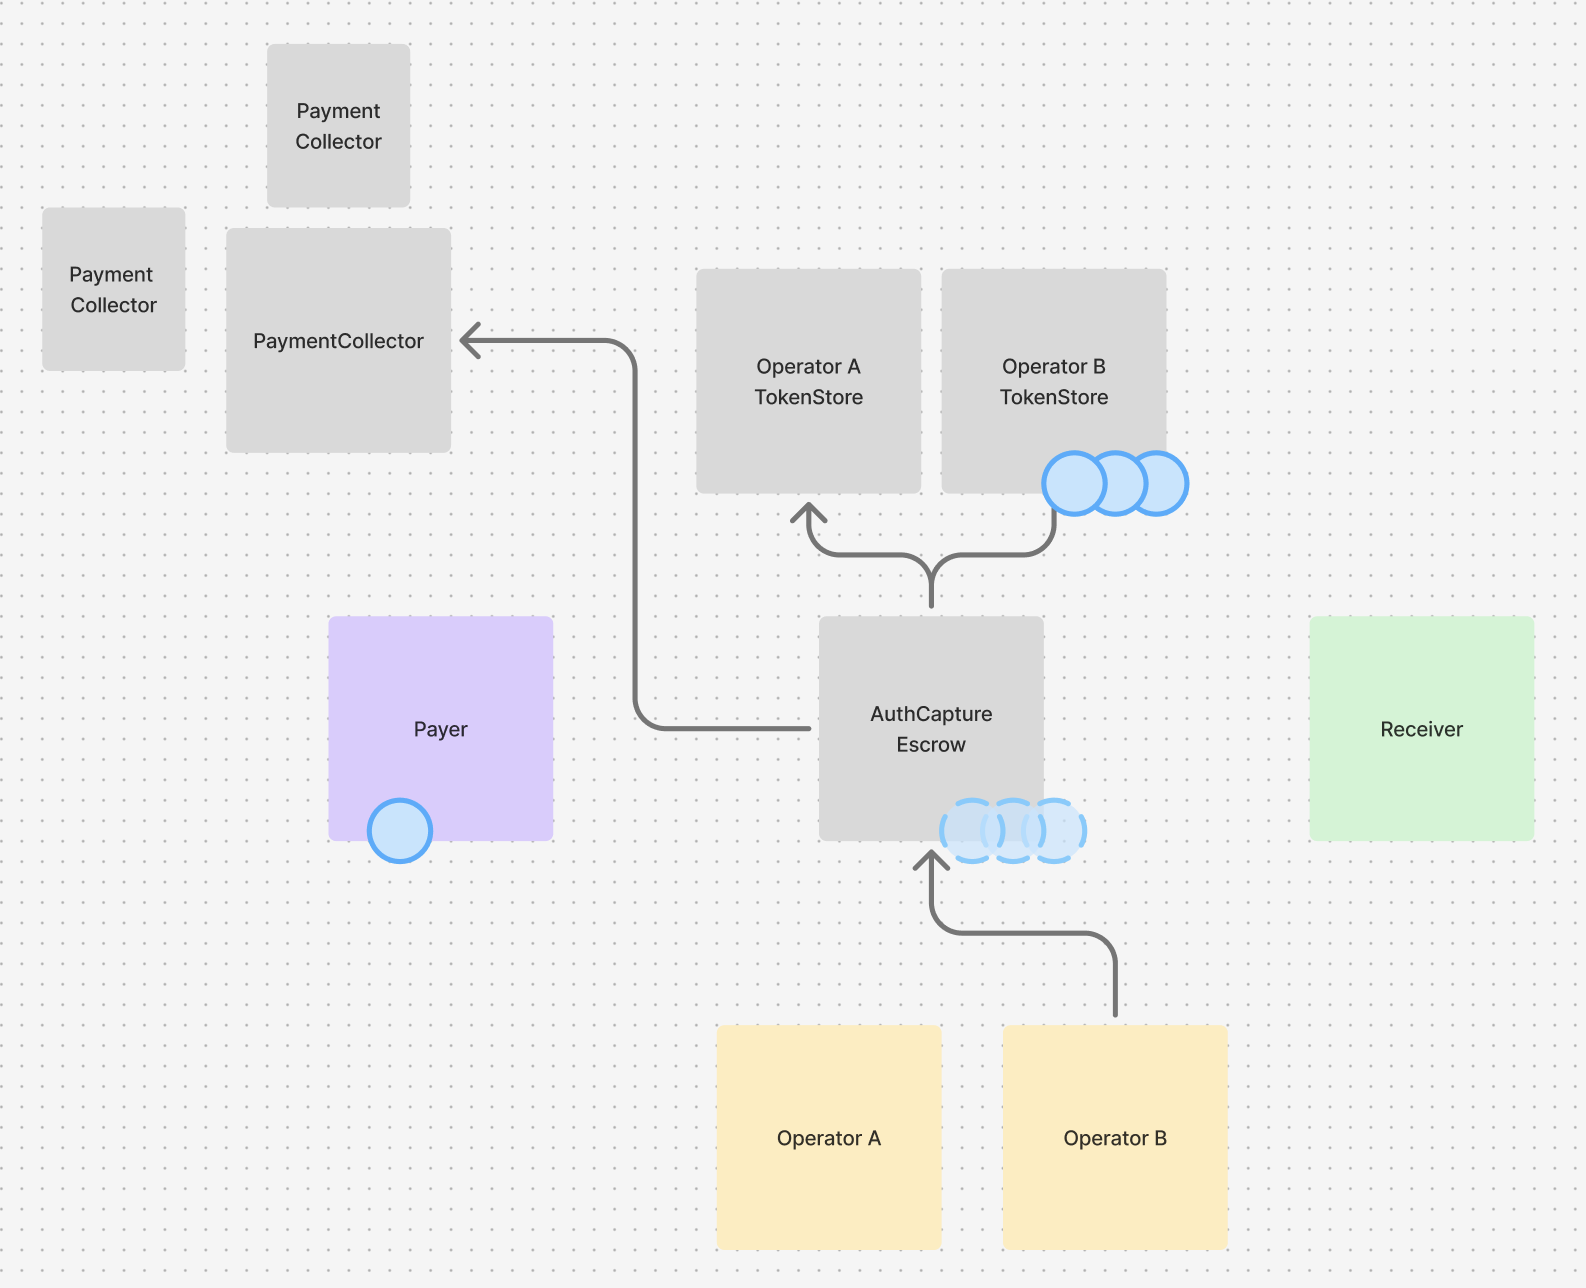 Payment
Collector
Payment
Collector
PaymentCollector
Operator A
TokenStore
Operator B
TokenStore
Payer
AuthCapture
Escrow
Receiver
Operator A
Operator B